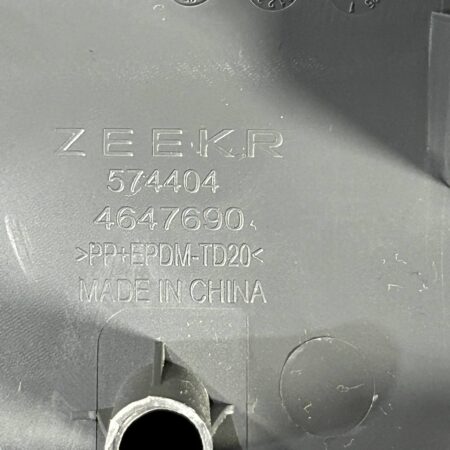 ZEEKR
574404
4647690
>PP+EPDM-TD20<
MADE IN CHINA